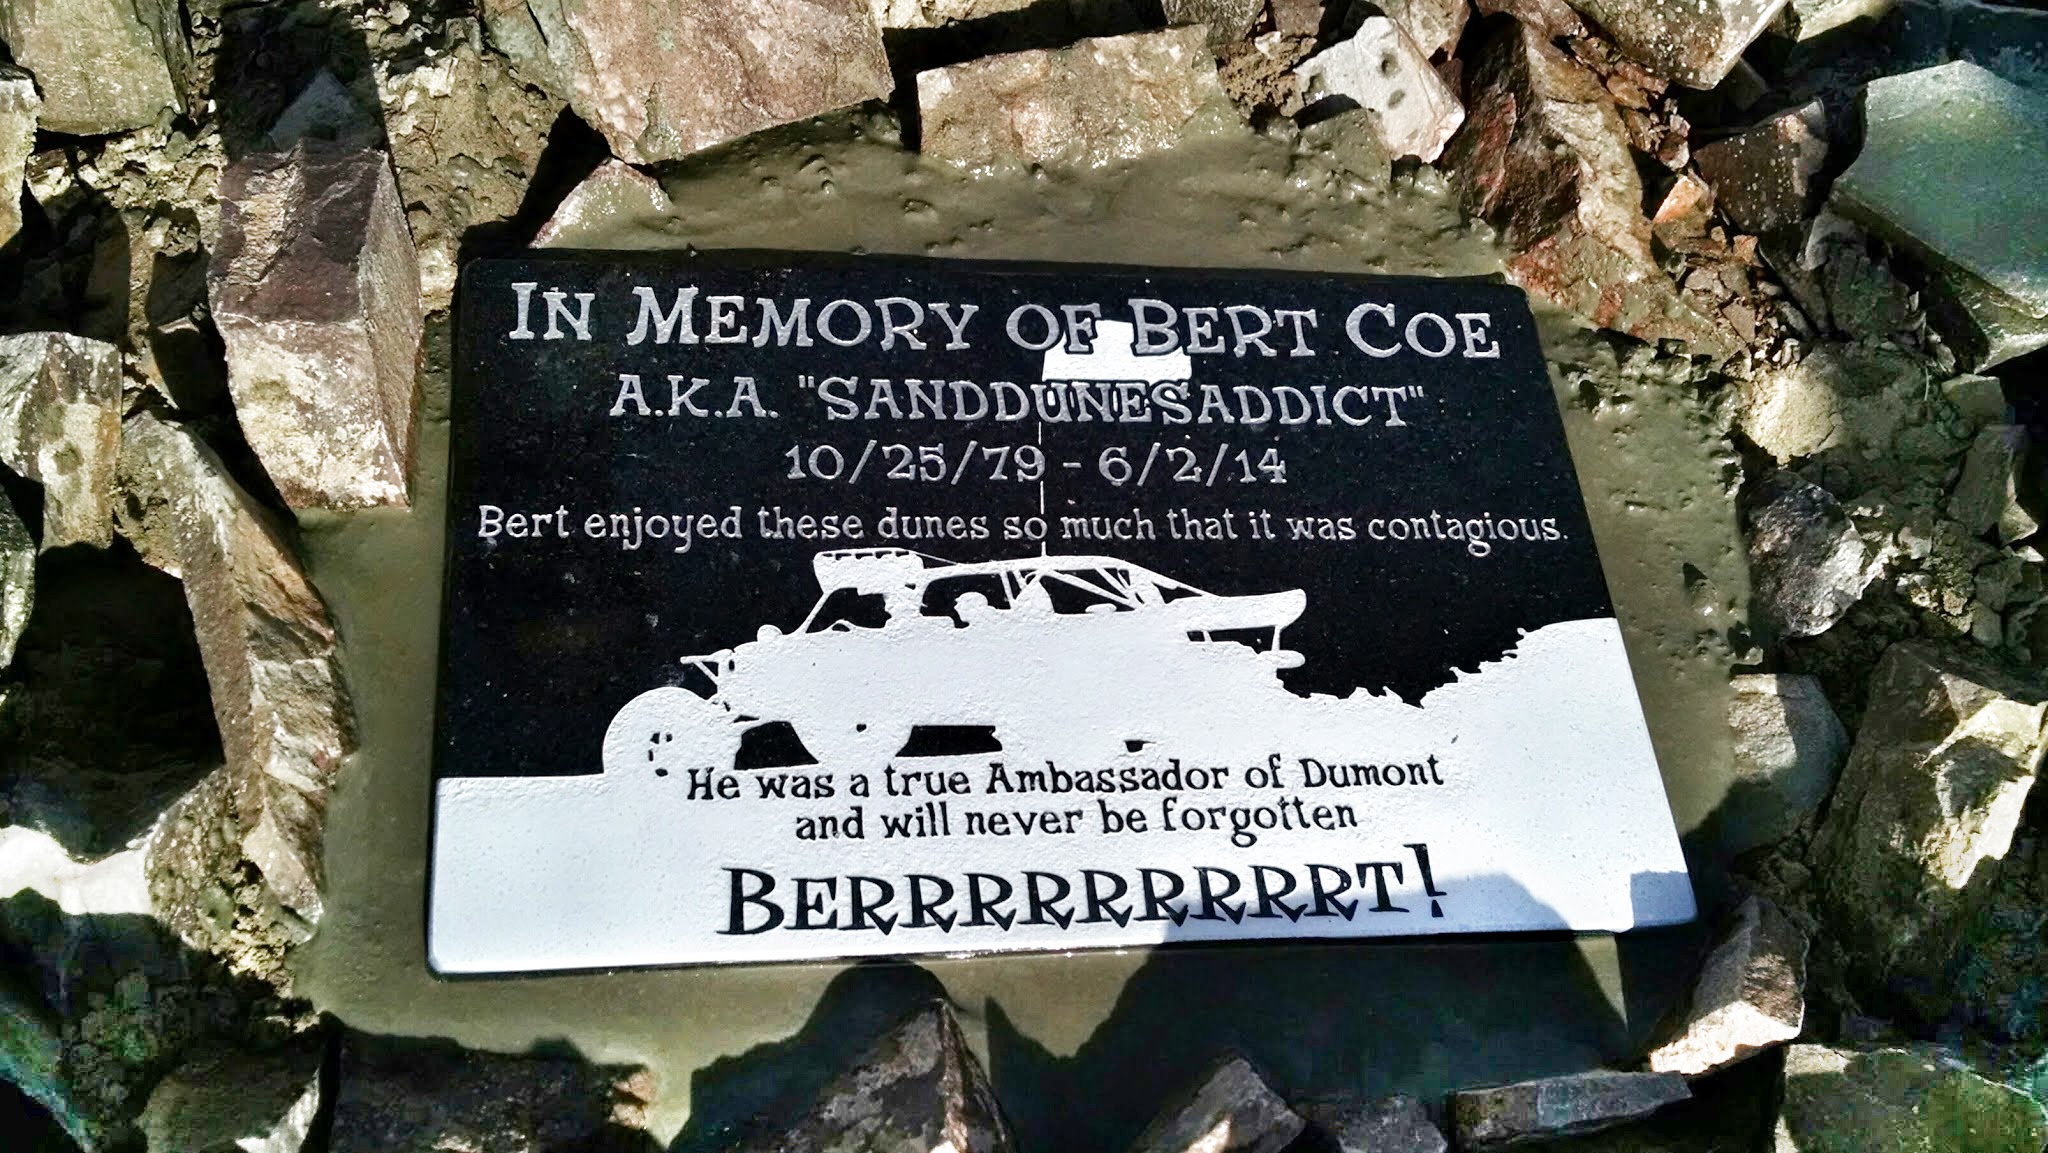 IN MEMORY OF BERT COE
A.K.A. "SANDDUNESADDICT"
10/25/79 - 6/2/14
Bert enjoyed these dunes so much that it was contagious.
He was a true Ambassador of Dumont
and will never be forgotten
BERRRRRRRRRRT!